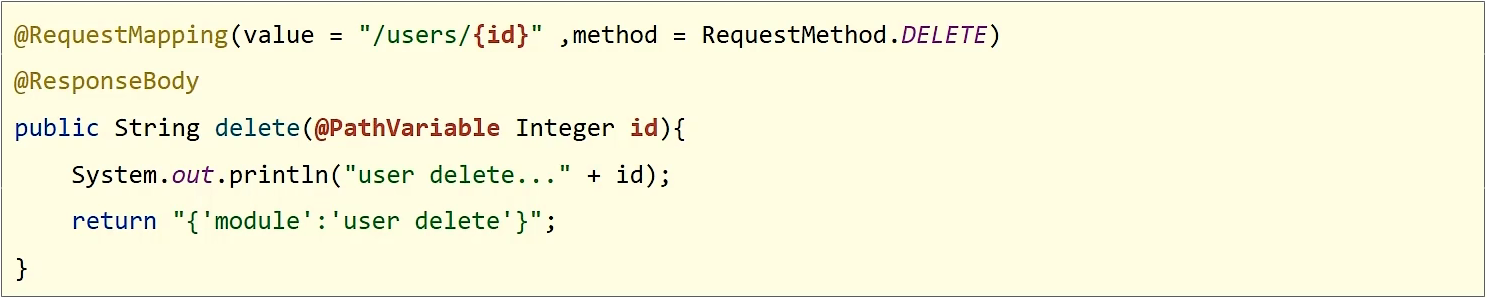 @RequestMapping(value = "/users/{id}" ,method = RequestMethod.DELETE)
@ResponseBody
public String delete(@PathVariable Integer id){
    System.out.println("user delete..." + id);
    return "{'module':'user delete'}";
}